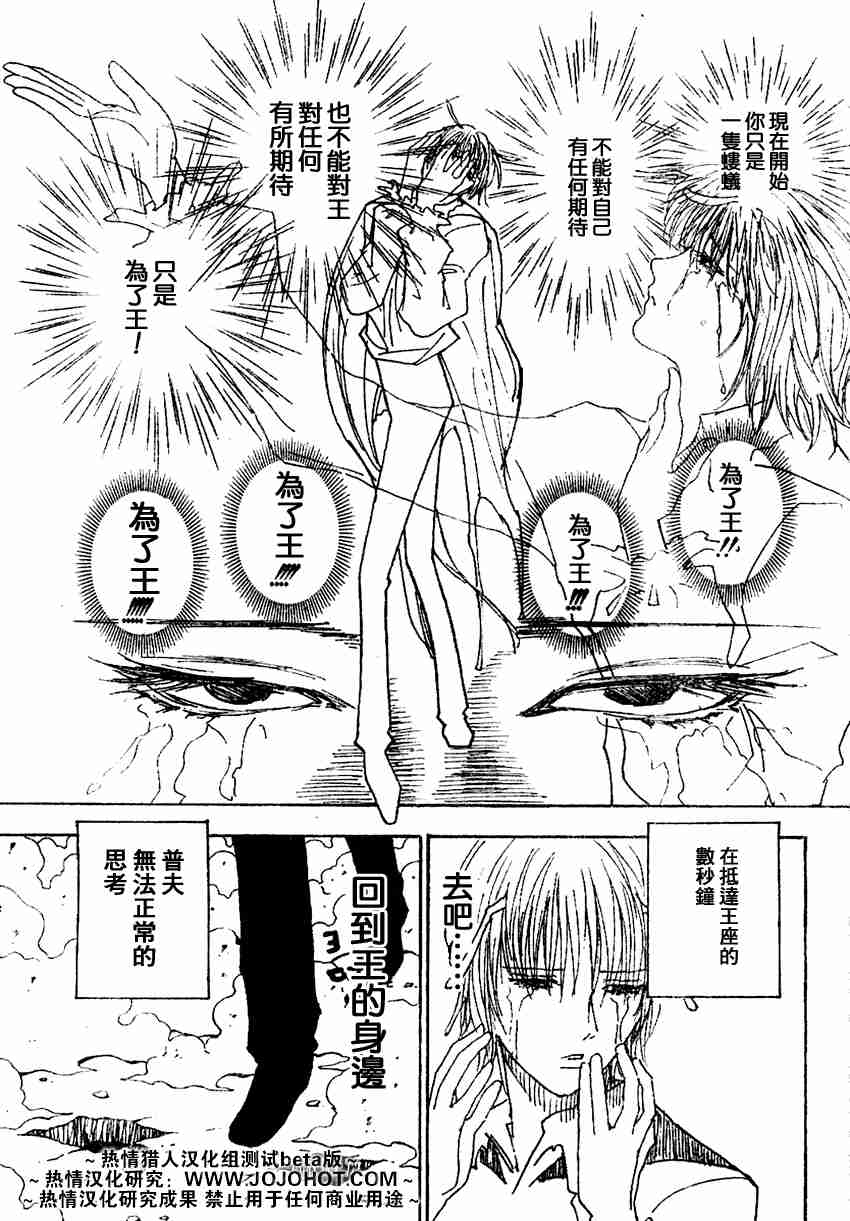 現在開始
你只是
一隻螻蟻
不能對自己
有任何期待
也不能對王
對任何
有所期待
只是
為了王！
為了王!!
為了王!!!
為了王!!!!!
為了王!!!!!
在抵達王座的
數秒鐘
去吧……
回到王的身邊
普夫
無法正常的
思考
~热情猎人汉化组测试beta版~
~热情汉化研究：WWW.JOJOHOT.COM~
~热情汉化研究成果 禁止用于任何商业用途~